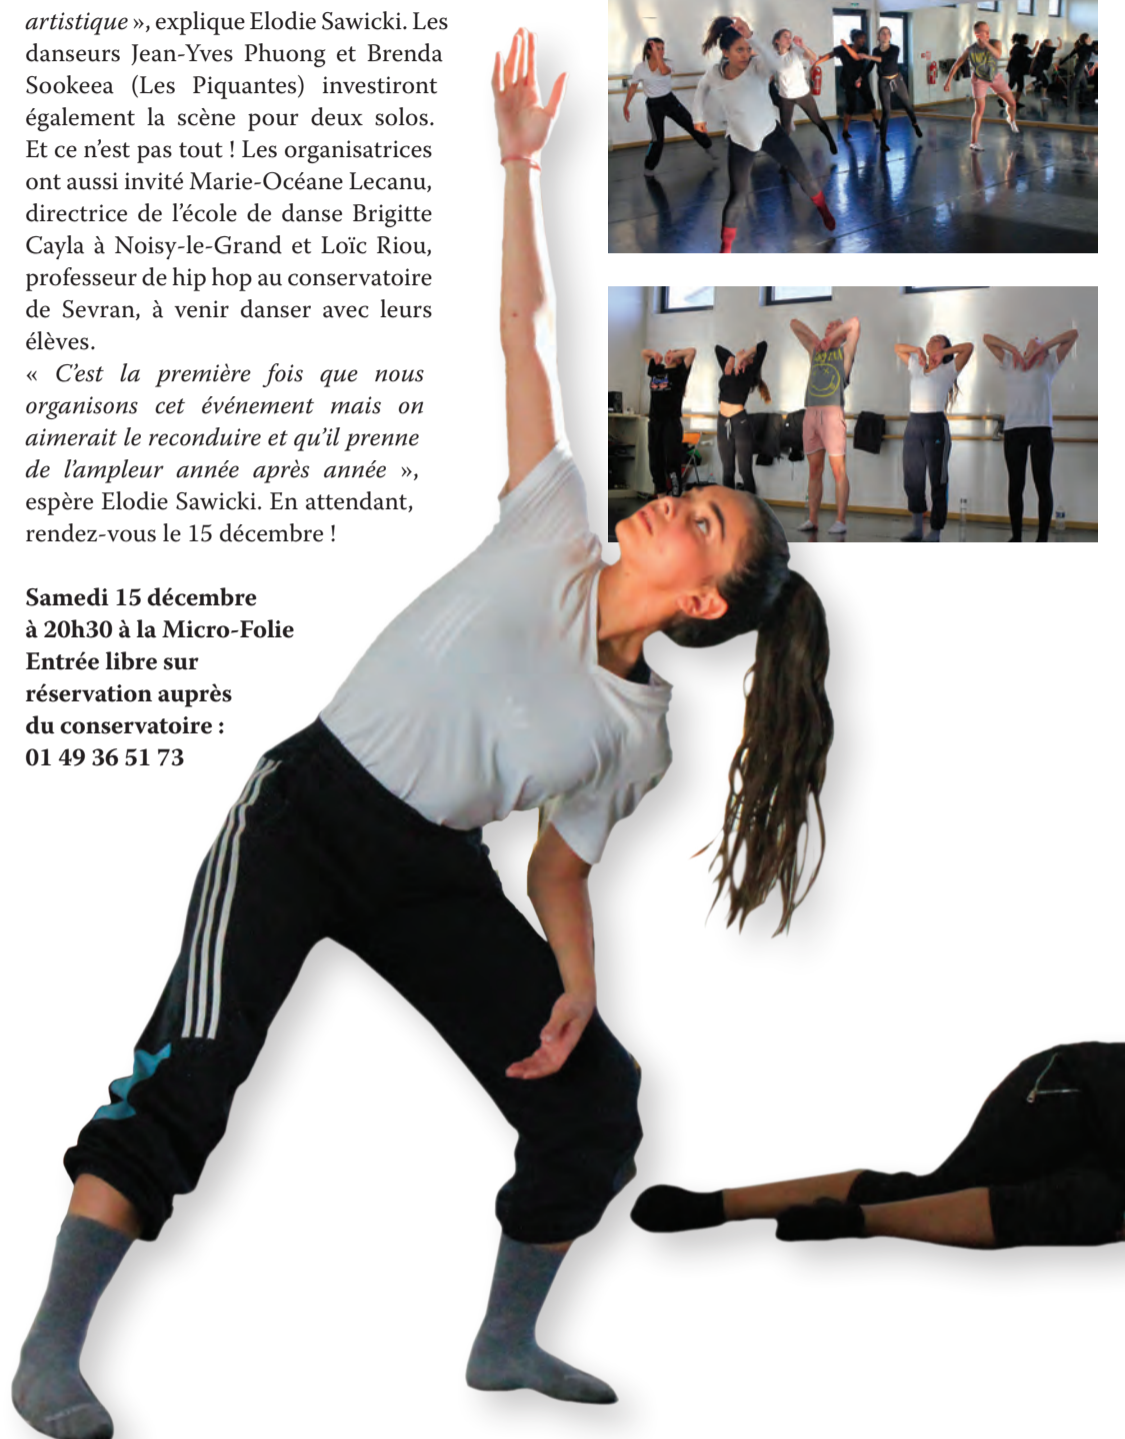 artistique », explique Elodie Sawicki. Les
danseurs Jean-Yves Phuong et Brenda
Sookeea (Les Piquantes) investiront
également la scène pour deux solos.
Et ce n'est pas tout ! Les organisatrices
ont aussi invité Marie-Océane Lecanu,
directrice de l'école de danse Brigitte
Cayla à Noisy-le-Grand et Loïc Riou,
professeur de hip hop au conservatoire
de Sevran, à venir danser avec leurs
élèves.
« C'est la première fois que nous
organisons cet événement mais on
aimerait le reconduire et qu'il prenne
de l'ampleur année après année »,
espère Elodie Sawicki. En attendant,
rendez-vous le 15 décembre !
Samedi 15 décembre
à 20h30 à la Micro-Folie
Entrée libre sur
réservation auprès
du conservatoire :
01 49 36 51 73